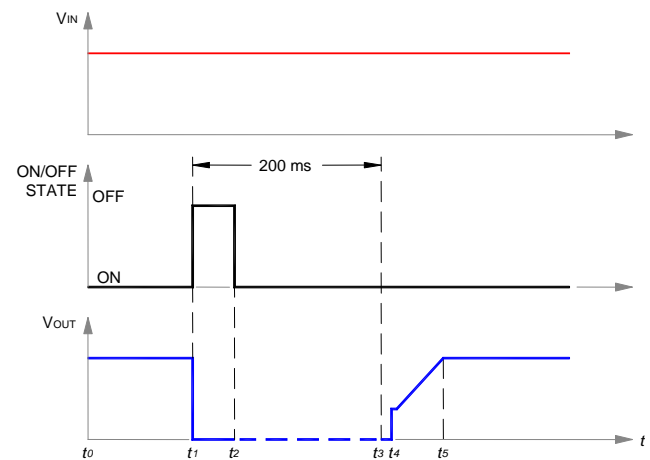 VIN
200 ms
ON/OFF
STATE
OFF
ON
VOUT
t
t0 t1 t2 t3 t4 t5